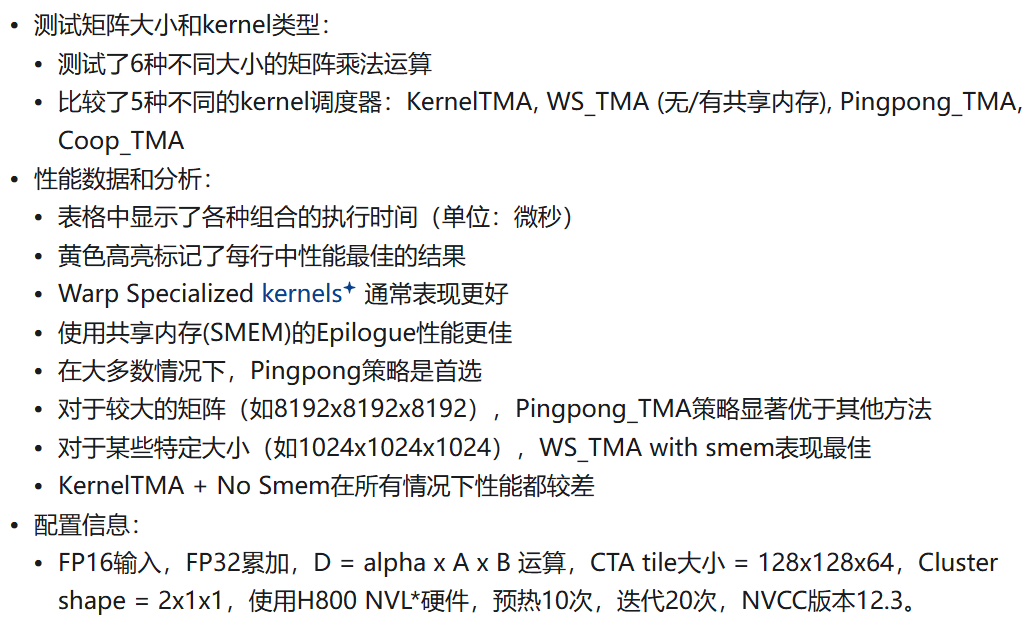 • 测试矩阵大小和kernel类型：
• 测试了6种不同大小的矩阵乘法运算
• 比较了5种不同的kernel调度器：KernelTMA, WS_TMA (无/有共享内存), Pingpong_TMA,
Coop_TMA
• 性能数据和分析：
• 表格中显示了各种组合的执行时间（单位：微秒）
• 黄色高亮标记了每行中性能最佳的结果
• Warp Specialized kernels 通常表现更好
• 使用共享内存(SMEM)的Epilogue性能更佳
• 在大多数情况下，Pingpong策略是首选
• 对于较大的矩阵（如8192x8192x8192），Pingpong_TMA策略显著优于其他方法
• 对于某些特定大小（如1024x1024x1024），WS_TMA with smem表现最佳
• KernelTMA + No Smem在所有情况下性能都较差
• 配置信息：
• FP16输入，FP32累加，D = alpha x A x B 运算，CTA tile大小 = 128x128x64，Cluster
shape = 2x1x1，使用H800 NVL*硬件，预热10次，迭代20次，NVCC版本12.3。